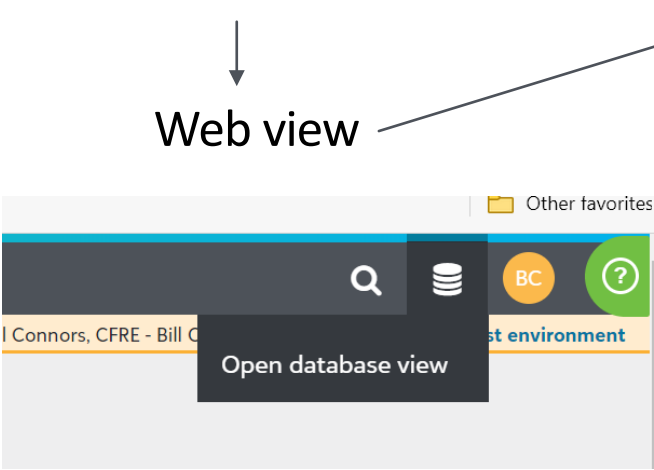 Web view
Other favorites
BC
?
l Connors, CFRE - Bill C
st environment
Open database view